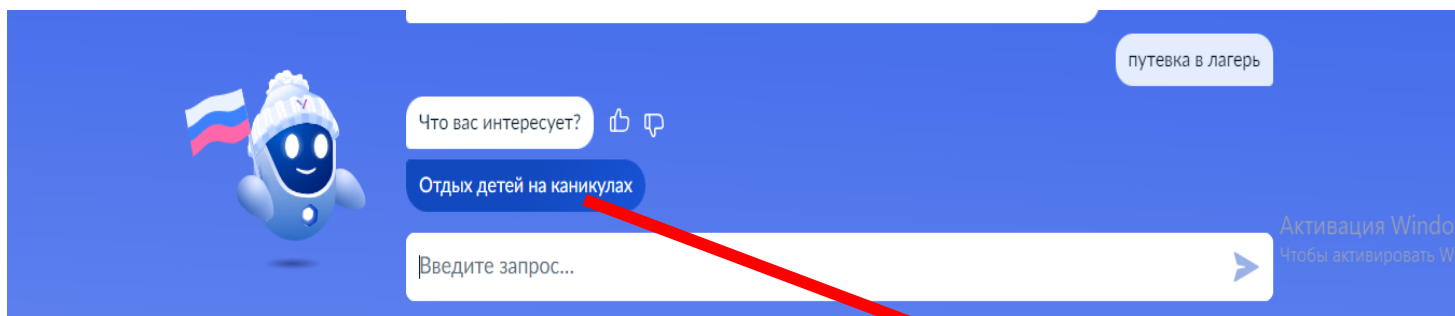 путевка в лагерь
Что вас интересует?
Отдых детей на каникулах
Введите запрос...
Активация Windo
Чтобы активировать W